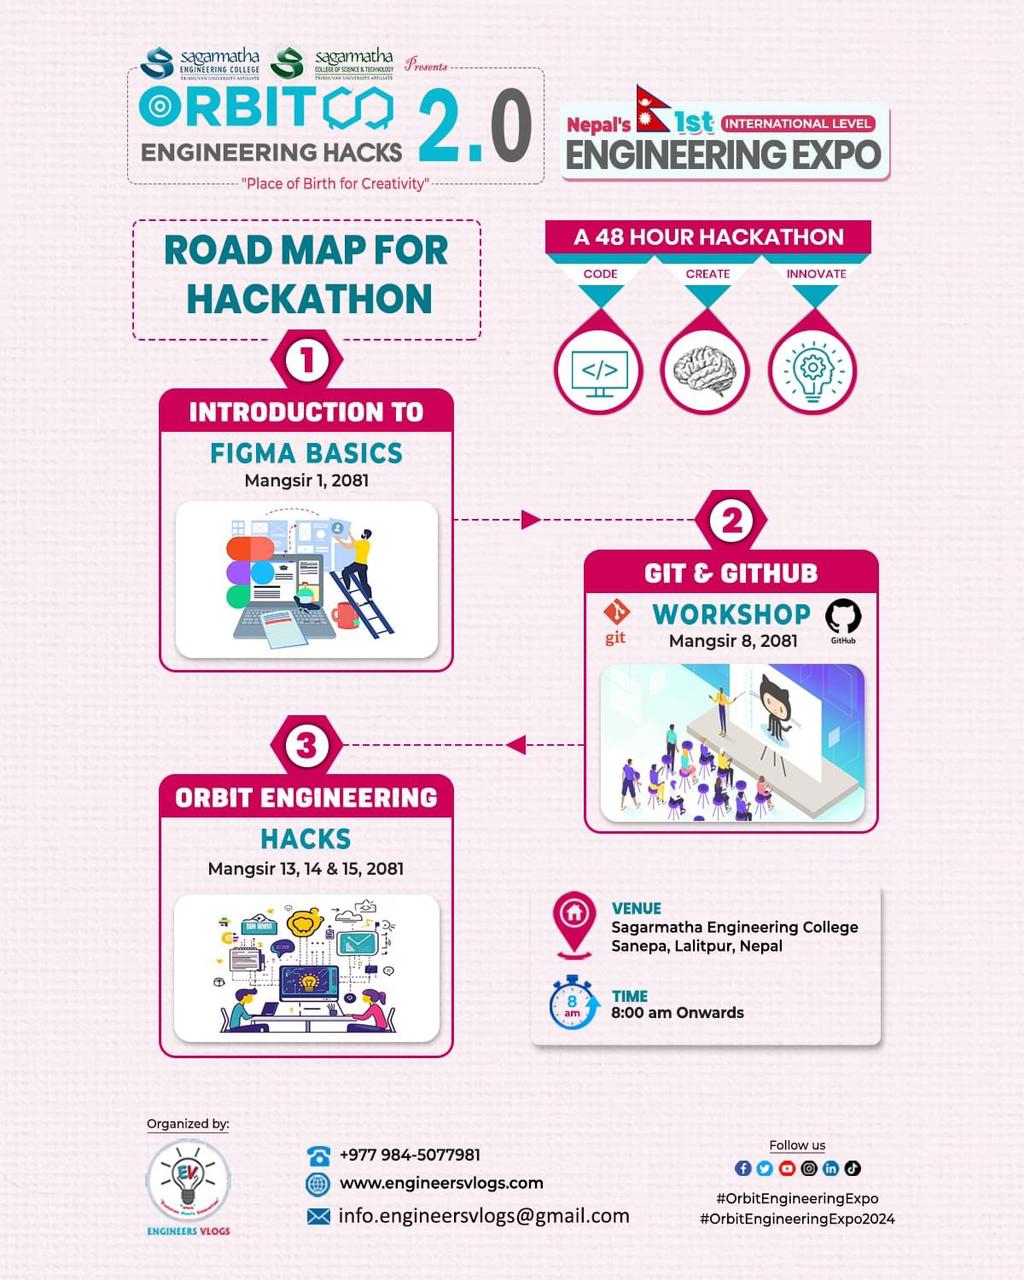 sagarmatha
ENGINEERING COLLEGE
TRIBHUVAN UNIVERSITY AFFILIATE
sagarmatha
COLLEGE OF SCIENCE & TECHNOLOGY
TRIBHUVAN UNIVERSITY AFFILIATE
Presents
ORBIT
2.0
ENGINEERING HACKS
"Place of Birth for Creativity"
Nepal's 1st INTERNATIONAL LEVEL
ENGINEERING EXPO
ROAD MAP FOR
HACKATHON
A 48 HOUR HACKATHON
CODE CREATE INNOVATE
</>
1
INTRODUCTION TO
FIGMA BASICS
Mangsir 1, 2081
2
GIT & GITHUB
WORKSHOP
Mangsir 8, 2081
git
GitHub
3
ORBIT ENGINEERING
HACKS
Mangsir 13, 14 & 15, 2081
VENUE
Sagarmatha Engineering College
Sanepa, Lalitpur, Nepal
8
am
TIME
8:00 am Onwards
Organized by:
EV
ENGINEERS VLOGS
+977 984-5077981
www.engineersvlogs.com
info.engineersvlogs@gmail.com
Follow us
#OrbitEngineeringExpo
#OrbitEngineeringExpo2024